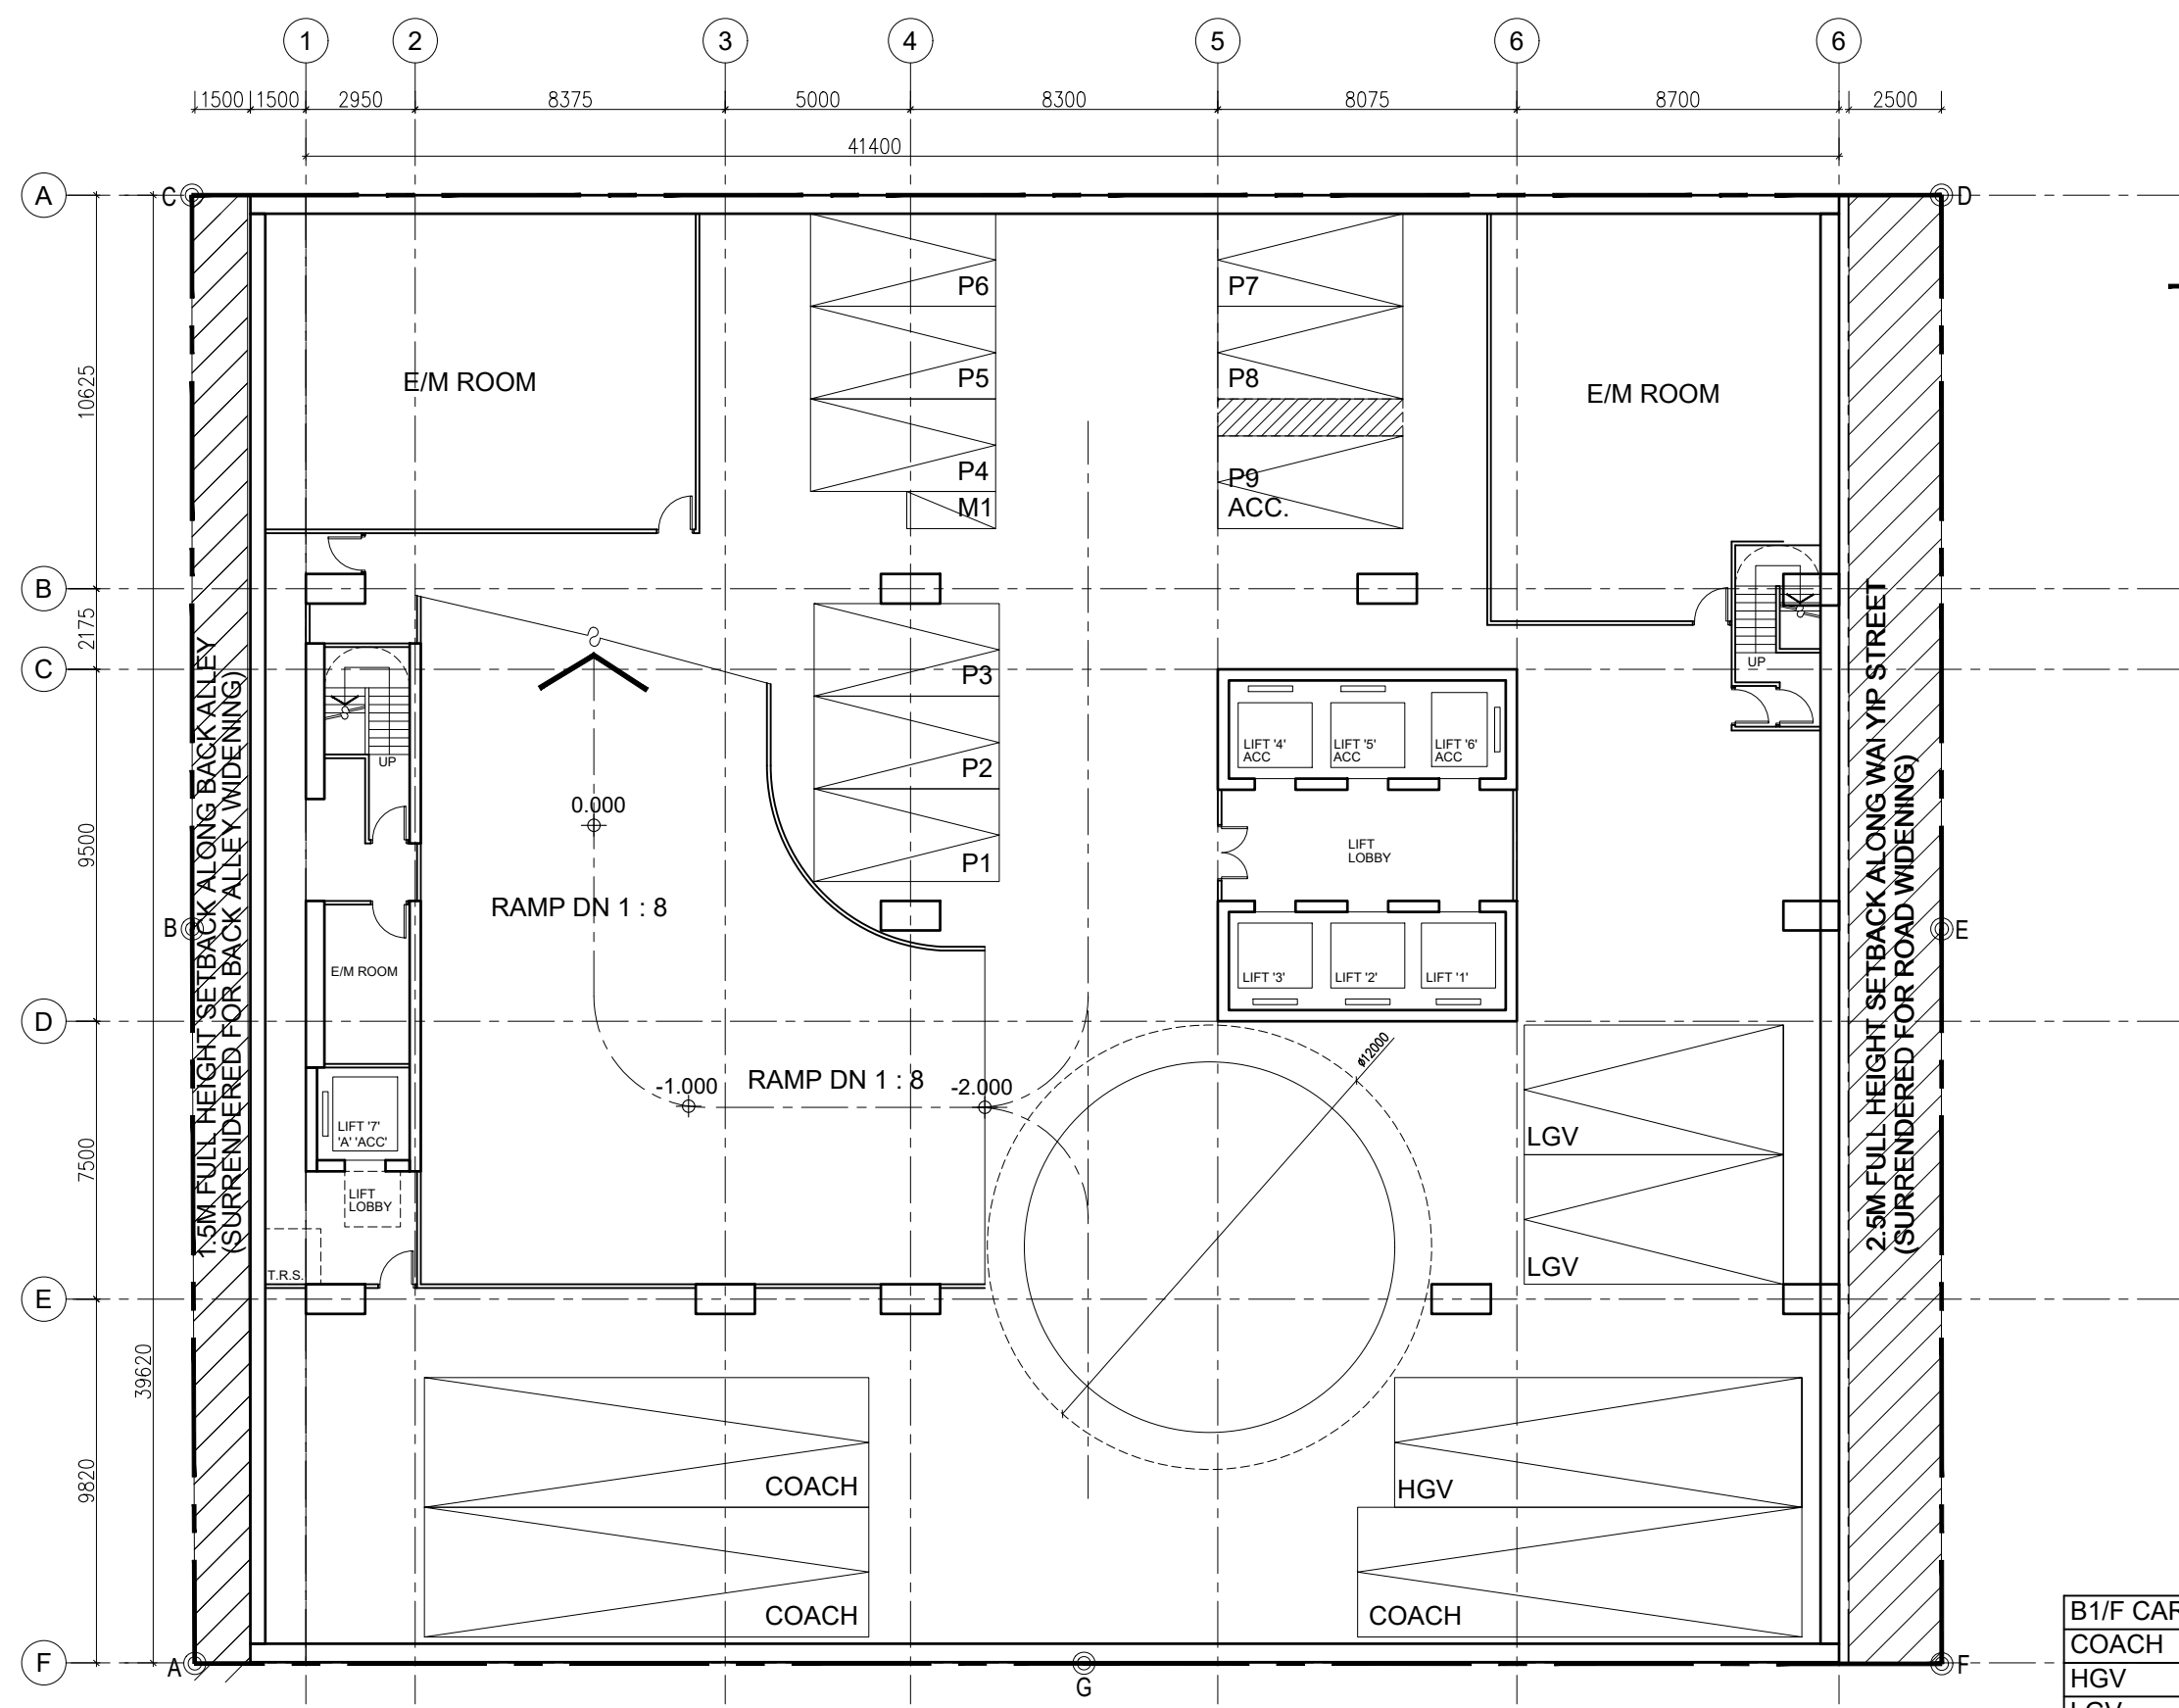 1 2 3 4 5 6 6
1500 1500 2950 8375 5000 8300 8075 8700 2500
41400
A
C
D
P6
P7
E/M ROOM
P5
P8
E/M ROOM
10625
P4
P9
M1
ACC.
B
2175
C
P3
UP
LIFT '4'
ACC
LIFT '5'
ACC
LIFT '6'
ACC
UP
P2
0.000
9500
LIFT
LOBBY
P1
RAMP DN 1 : 8
B
E
1.5M FULL HEIGHT SETBACK ALONG BACK ALLEY
(SURRENDERED FOR BACK ALLEY WIDENING)
2.5M FULL HEIGHT SETBACK ALONG WAI YIP STREET
(SURRENDERED FOR ROAD WIDENING)
E/M ROOM
LIFT '3'
LIFT '2'
LIFT '1'
D
ø12000
-1.000
RAMP DN 1 : 8
-2.000
LIFT '7'
'A' 'ACC'
LGV
7500
LIFT
LOBBY
T.R.S.
LGV
E
39620
9820
COACH
HGV
COACH
COACH
F
A
G
F
B1/F CAR
COACH
HGV